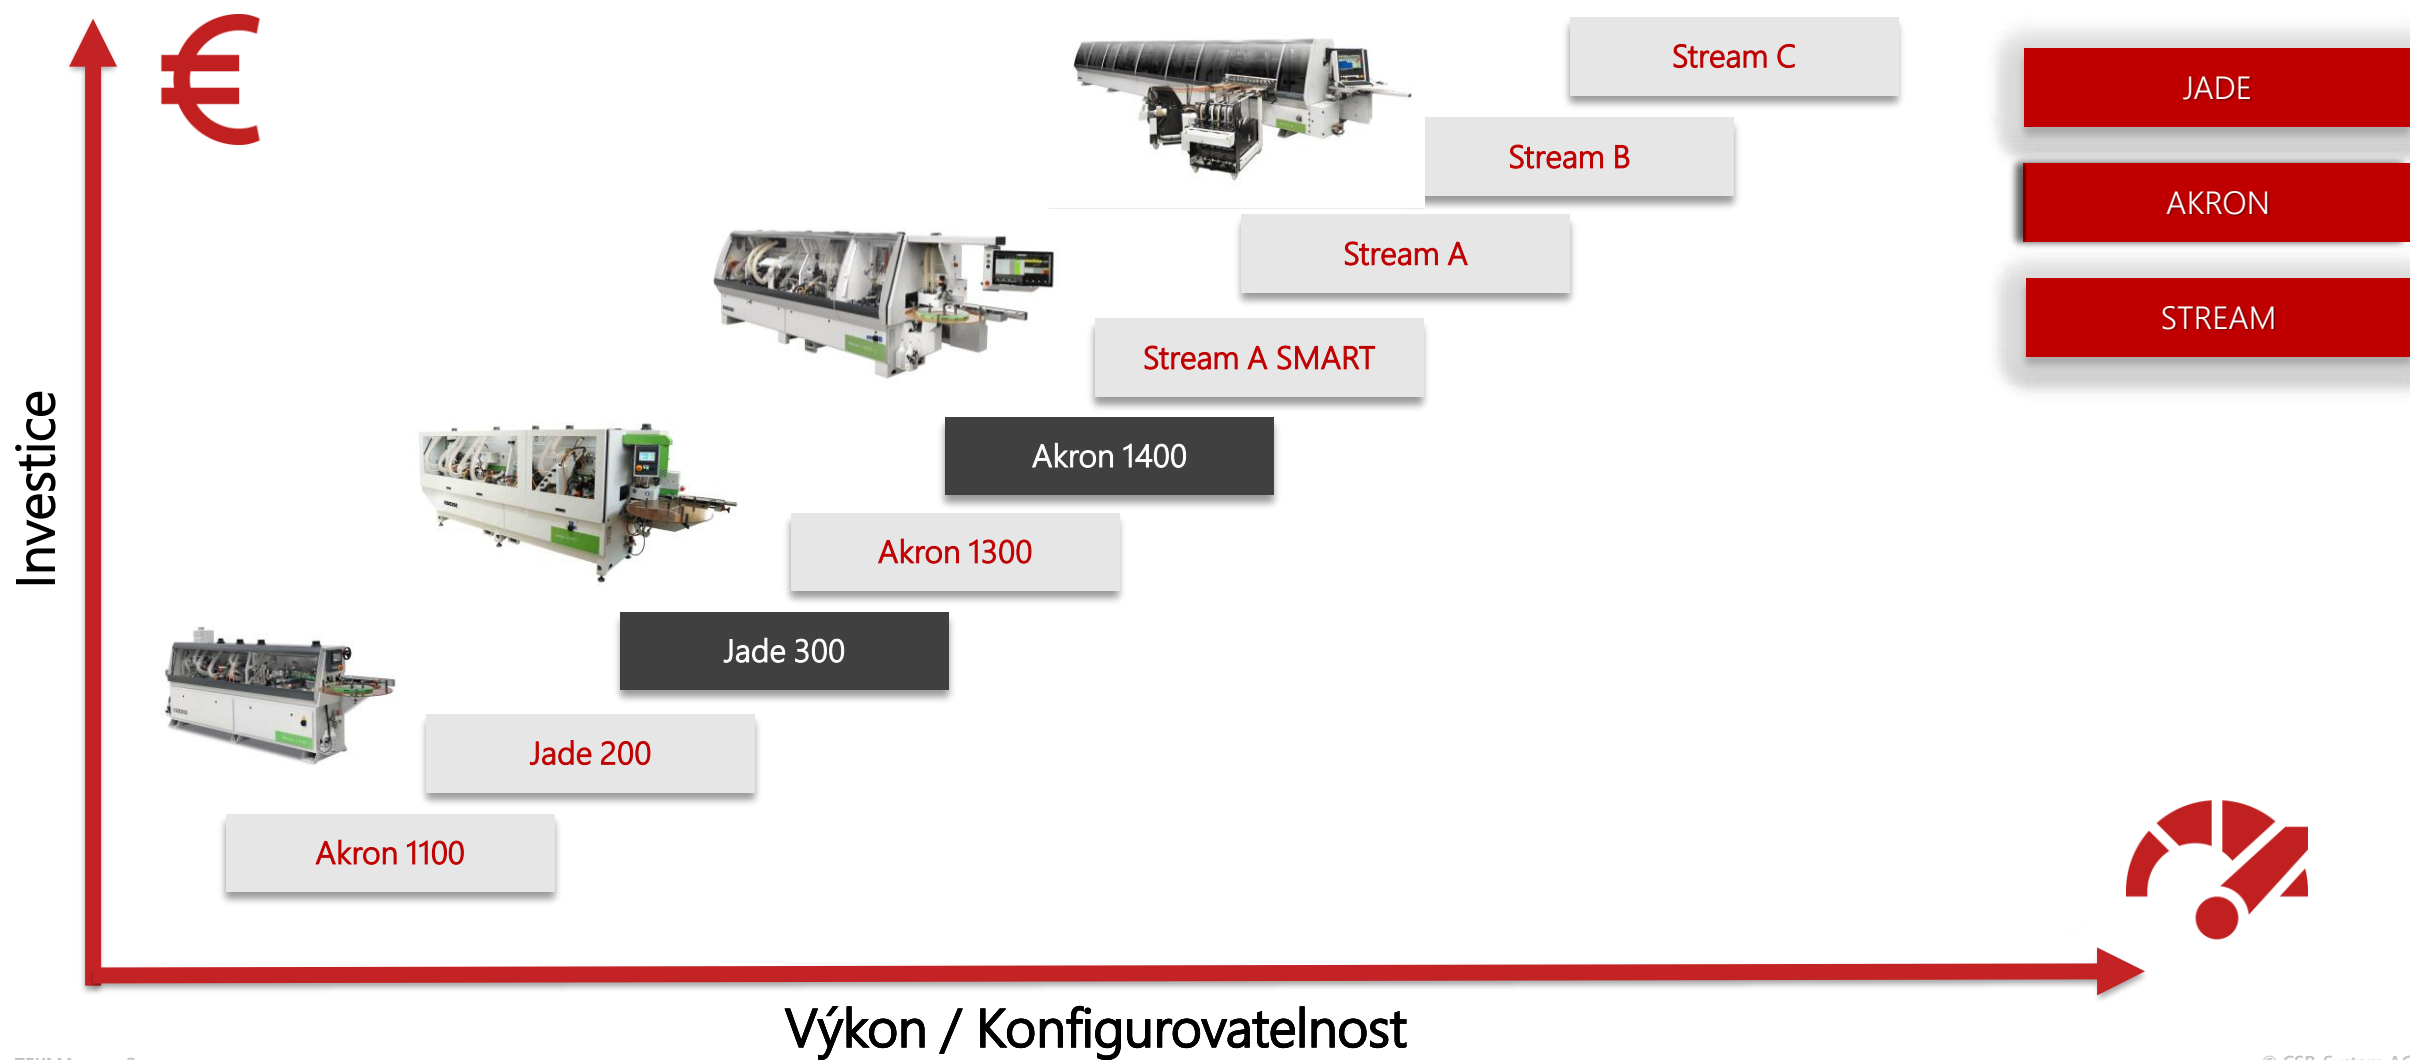 Stream C
JADE
Stream B
AKRON
Stream A
STREAM
Stream A SMART
Akron 1400
Investice
Akron 1300
Jade 300
Jade 200
Akron 1100
Výkon / Konfigurovatelnost